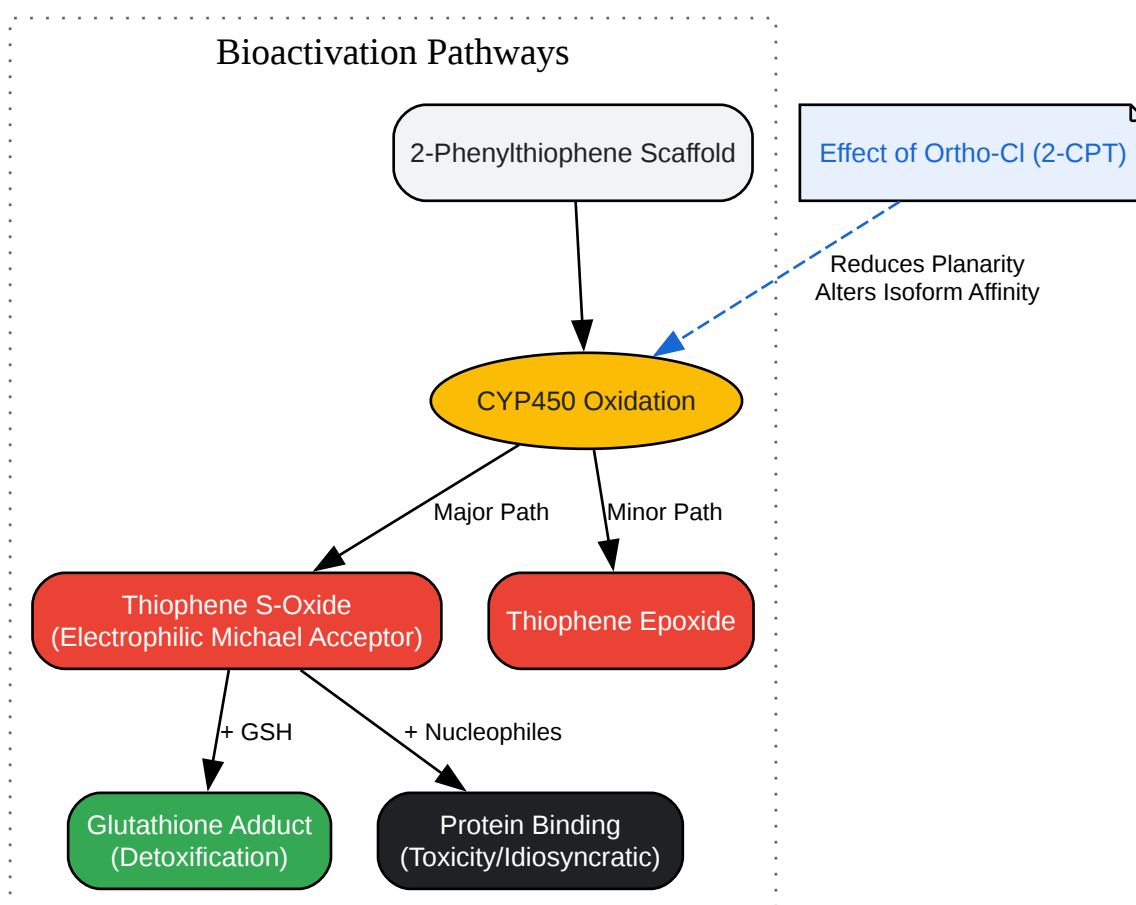 Bioactivation Pathways
2-Phenylthiophene Scaffold
Effect of Ortho-Cl (2-CPT)
Reduces Planarity
Alters Isoform Affinity
CYP450 Oxidation
Major Path
Minor Path
Thiophene S-Oxide
(Electrophilic Michael Acceptor)
Thiophene Epoxide
+ GSH
+ Nucleophiles
Glutathione Adduct
(Detoxification)
Protein Binding
(Toxicity/Idiosyncratic)